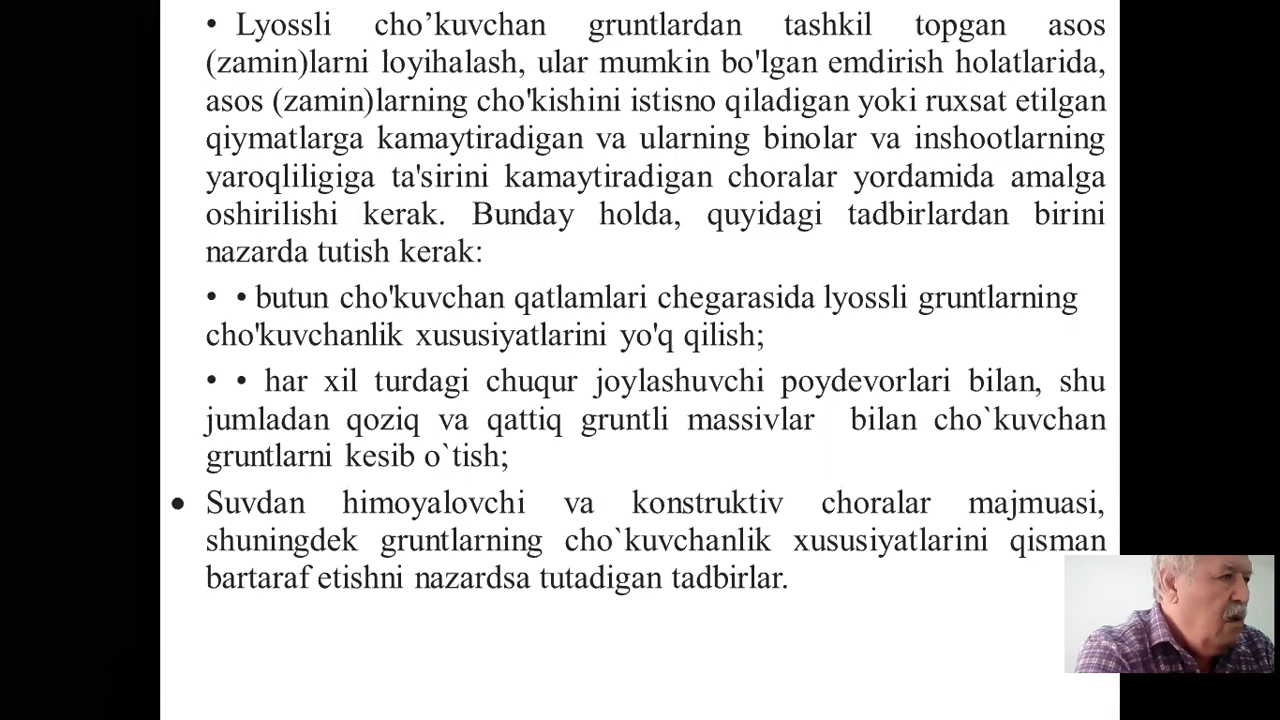 • Lyossli cho’kuvchan gruntlardan tashkil topgan asos
(zamin)larni loyihalash, ular mumkin bo'lgan emdirish holatlarida,
asos (zamin)larning cho'kishini istisno qiladigan yoki ruxsat etilgan
qiymatlarga kamaytiradigan va ularning binolar va inshootlarning
yaroqliligiga ta'sirini kamaytiradigan choralar yordamida amalga
oshirilishi kerak. Bunday holda, quyidagi tadbirlardan birini
nazarda tutish kerak:
• • butun cho'kuvchan qatlamlari chegarasida lyossli gruntlarning
cho'kuvchanlik xususiyatlarini yo'q qilish;
• • har xil turdagi chuqur joylashuvchi poydevorlari bilan, shu
jumladan qoziq va qattiq gruntli massivlar bilan cho`kuvchan
gruntlarni kesib o`tish;
• Suvdan himoyalovchi va konstruktiv choralar majmuasi,
shuningdek gruntlarning cho`kuvchanlik xususiyatlarini qisman
bartaraf etishni nazardsa tutadigan tadbirlar.